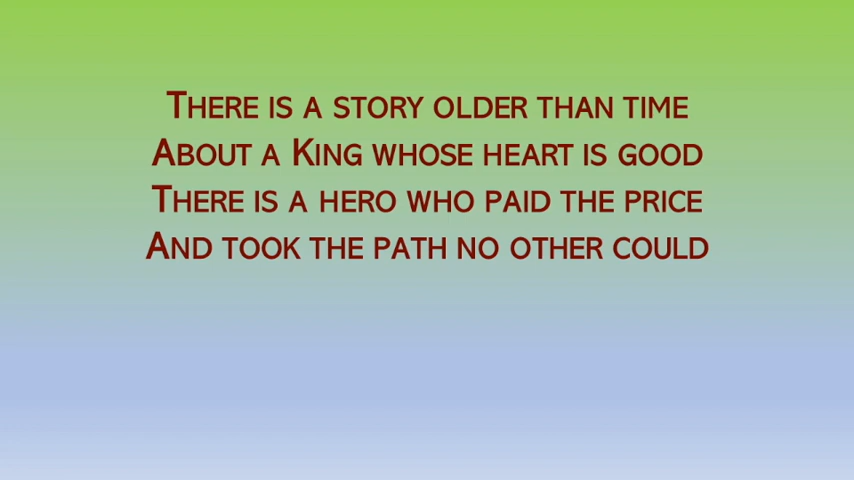 There is a story older than time
About a King whose heart is good
There is a hero who paid the price
And took the path no other could